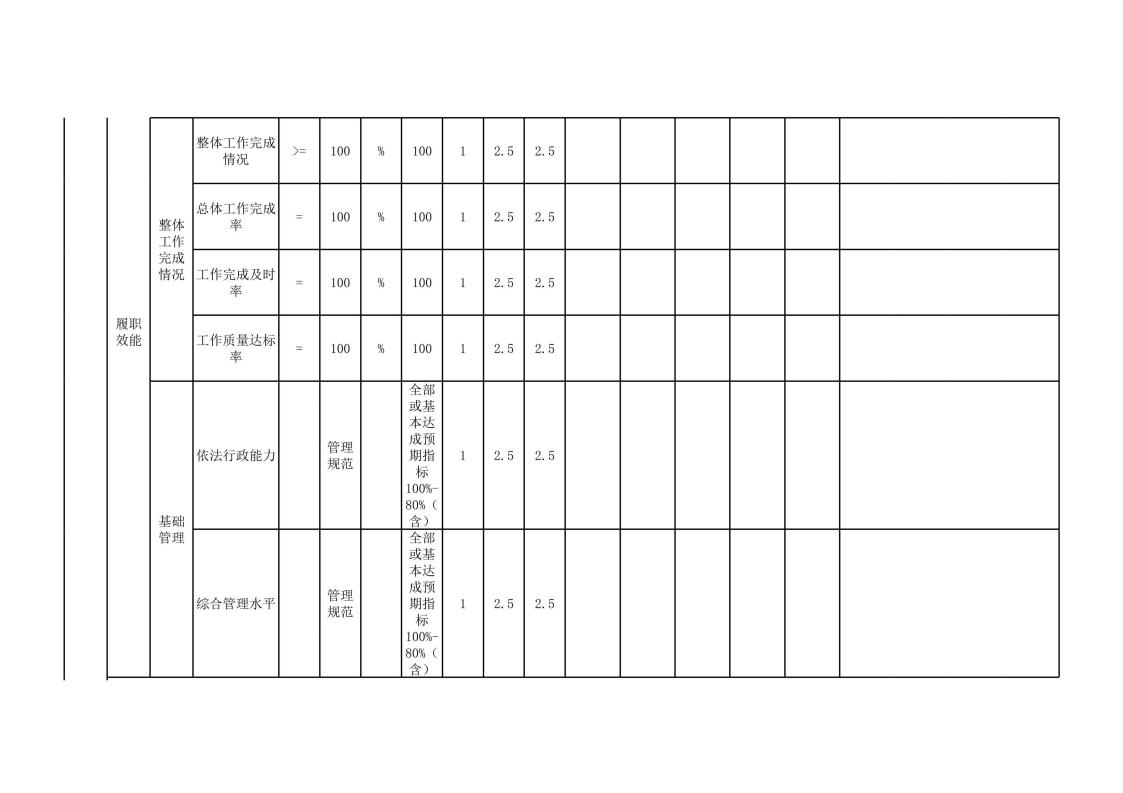 履职
效能
整体
工作
完成
情况
整体工作完成
情况
>=
100
%
100
1
2.5
2.5
总体工作完成
率
=
100
%
100
1
2.5
2.5
工作完成及时
率
=
100
%
100
1
2.5
2.5
工作质量达标
率
=
100
%
100
1
2.5
2.5
基础
管理
依法行政能力
管理
规范
全部
或基
本达
成预
期指
标
100%-
80%（
含）
1
2.5
2.5
综合管理水平
管理
规范
全部
或基
本达
成预
期指
标
100%-
80%（
含）
1
2.5
2.5